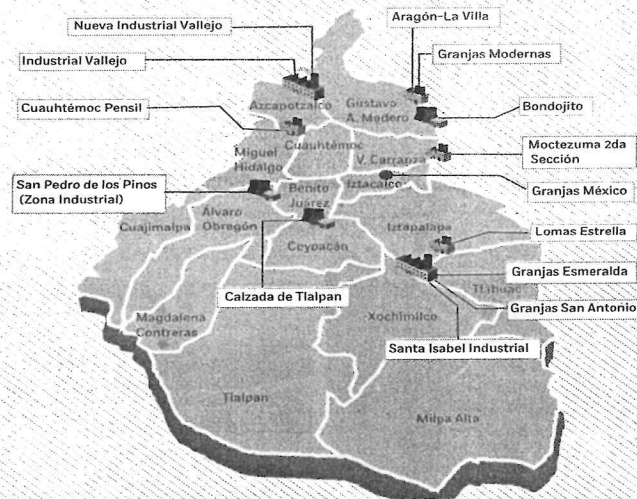 Nueva Industrial Vallejo
Aragón-La Villa
Industrial Vallejo
Granjas Modernas
Cuauhtémoc Pensil
Azcapotzalco
Gustavo
A. Madero
Bondojito
Cuauhtémoc
Miguel
Hidalgo
V. Carranza
Moctezuma 2da
Sección
San Pedro de los Pinos
(Zona Industrial)
Benito
Juárez
Iztacalco
Granjas México
Cuajimalpa
Álvaro
Obregón
Iztapalapa
Lomas Estrella
Coyoacán
Calzada de Tlalpan
Granjas Esmeralda
Tlahuac
Magdalena
Contreras
Xochimilco
Granjas San Antonio
Santa Isabel Industrial
Tlalpan
Milpa Alta